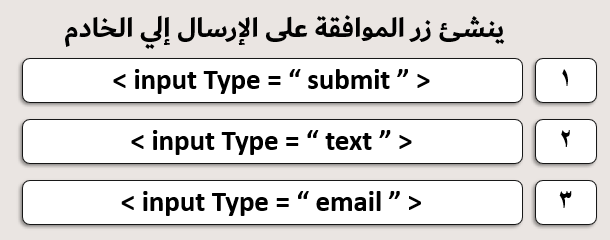 ينشئ زر الموافقة على الإرسال إلي الخادم
١ < input Type = “ submit ” >
٢ < input Type = “ text ” >
٣ < input Type = “ email ” >